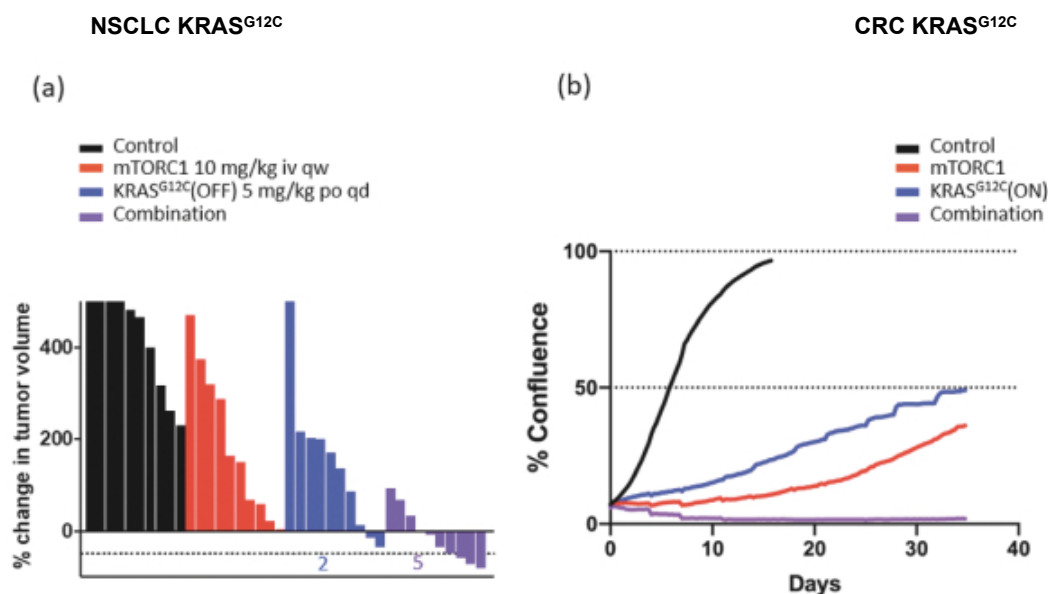 NSCLC KRASG12C
CRC KRASG12C
(a)
Control
mTORC1 10 mg/kg iv qw
KRASG12C(OFF) 5 mg/kg po qd
Combination
% change in tumor volume
400
200
0
2
5
(b)
Control
mTORC1
KRASG12C(ON)
Combination
% Confluence
100
50
0
0 10 20 30 40
Days